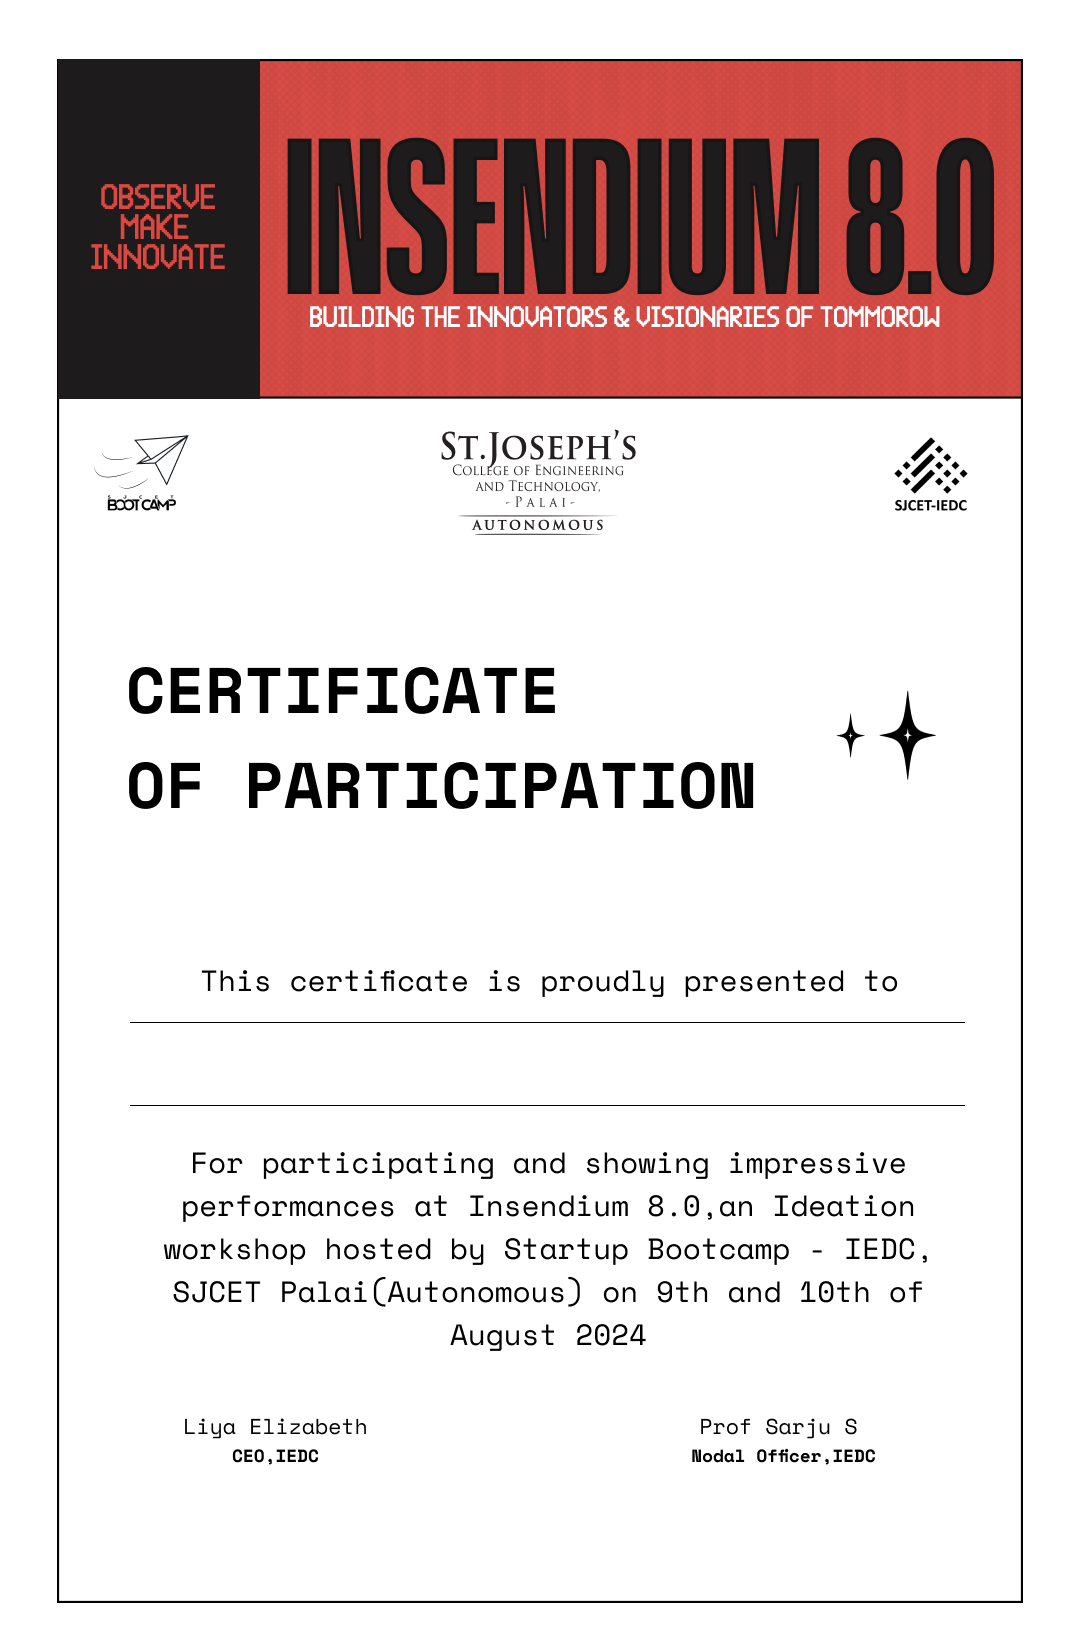 OBSERVE
MAKE
INNOVATE
INSENDIUM 8.0
BUILDING THE INNOVATORS & VISIONARIES OF TOMMOROW
SJCET
BOOTCAMP
ST.JOSEPH'S
COLLEGE OF ENGINEERING
AND TECHNOLOGY,
-PALAI-
AUTONOMOUS
SJCET-IEDC
CERTIFICATE
OF PARTICIPATION
This certificate is proudly presented to
For participating and showing impressive
performances at Insendium 8.0,an Ideation
workshop hosted by Startup Bootcamp - IEDC,
SJCET Palai(Autonomous) on 9th and 10th of
August 2024
Liya Elizabeth
CEO,IEDC
Prof Sarju S
Nodal Officer,IEDC